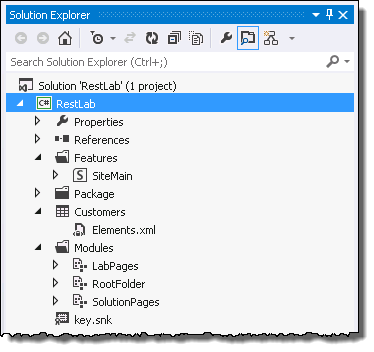 Solution Explorer
Search Solution Explorer (Ctrl+;)
Solution 'RestLab' (1 project)
C# RestLab
Properties
References
Features
S SiteMain
Package
Customers
Elements.xml
Modules
LabPages
RootFolder
SolutionPages
key.snk